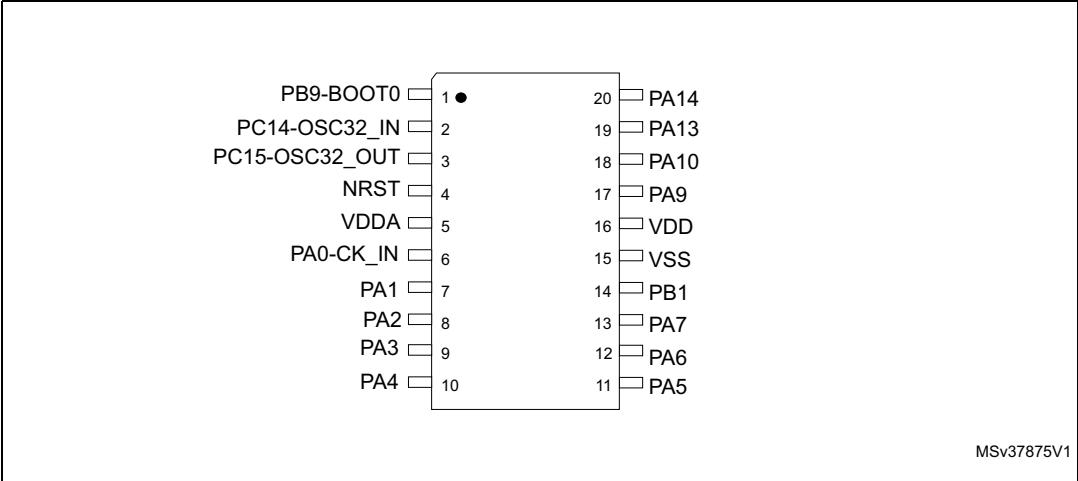 PB9-BOOT0 1 20 PA14
PC14-OSC32_IN 2 19 PA13
PC15-OSC32_OUT 3 18 PA10
NRST 4 17 PA9
VDDA 5 16 VDD
PA0-CK_IN 6 15 VSS
PA1 7 14 PB1
PA2 8 13 PA7
PA3 9 12 PA6
PA4 10 11 PA5
MSv37875V1